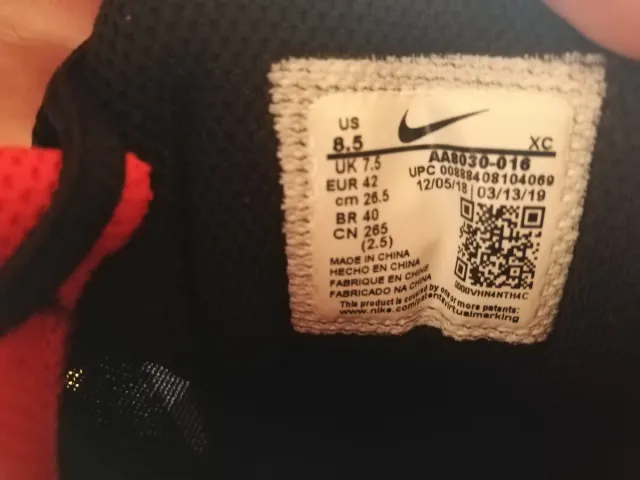 US
8.5
XC
UK 7.5
AA8030-016
EUR 42
UPC 00888408104069
cm 26.5
12/05/18 | 03/13/19
BR 40
CN 265
(2.5)
MADE IN CHINA
HECHO EN CHINA
FABRIQUE EN CHINE
FABRICADO NA CHINA
0000VHN4NTH4C
This product is covered by one or more patents:
www.nike.com/patentsvirtualmarking